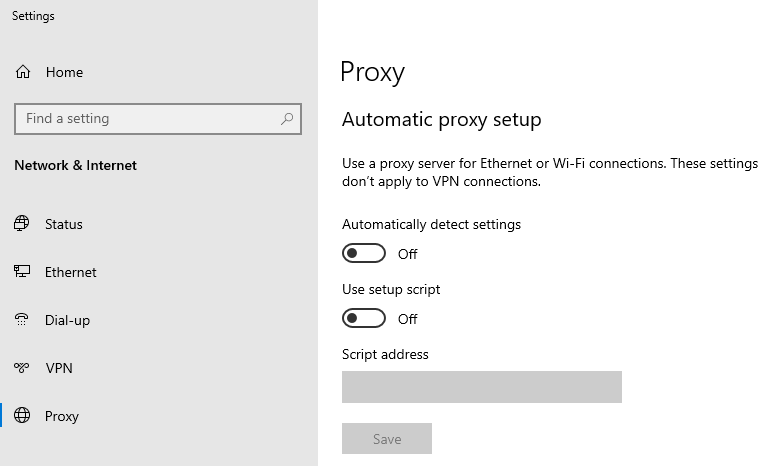 Settings
Home
Find a setting
Network & Internet
Status
Ethernet
Dial-up
VPN
Proxy
Proxy
Automatic proxy setup
Use a proxy server for Ethernet or Wi-Fi connections. These settings
don't apply to VPN connections.
Automatically detect settings
Off
Use setup script
Off
Script address
Save